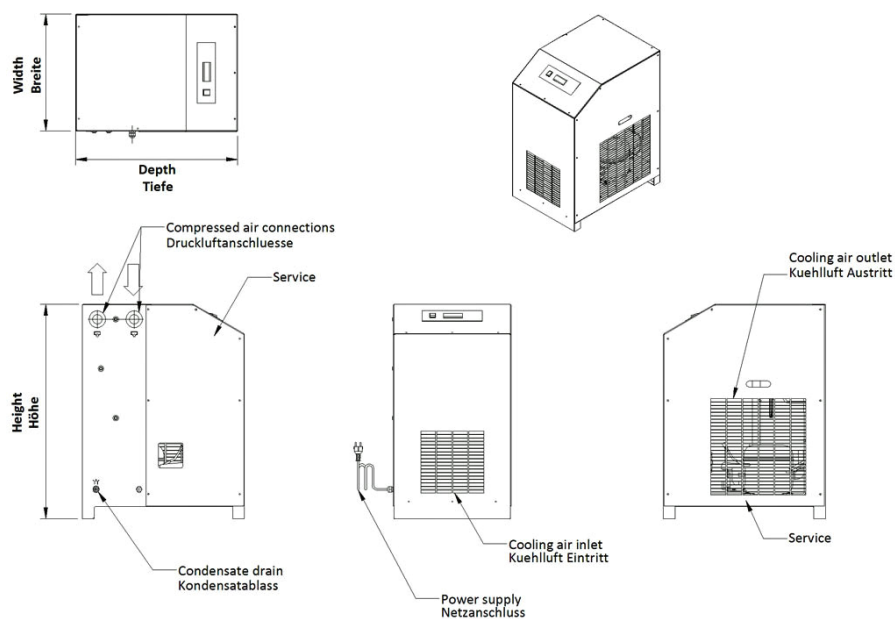 Width
Breite
Depth
Tiefe
Compressed air connections
Druckluftanschluesse
Service
Height
Höhe
Condensate drain
Kondensatablass
Cooling air inlet
Kuehlluft Eintritt
Power supply
Netzanschluss
Cooling air outlet
Kuehlluft Austritt
Service